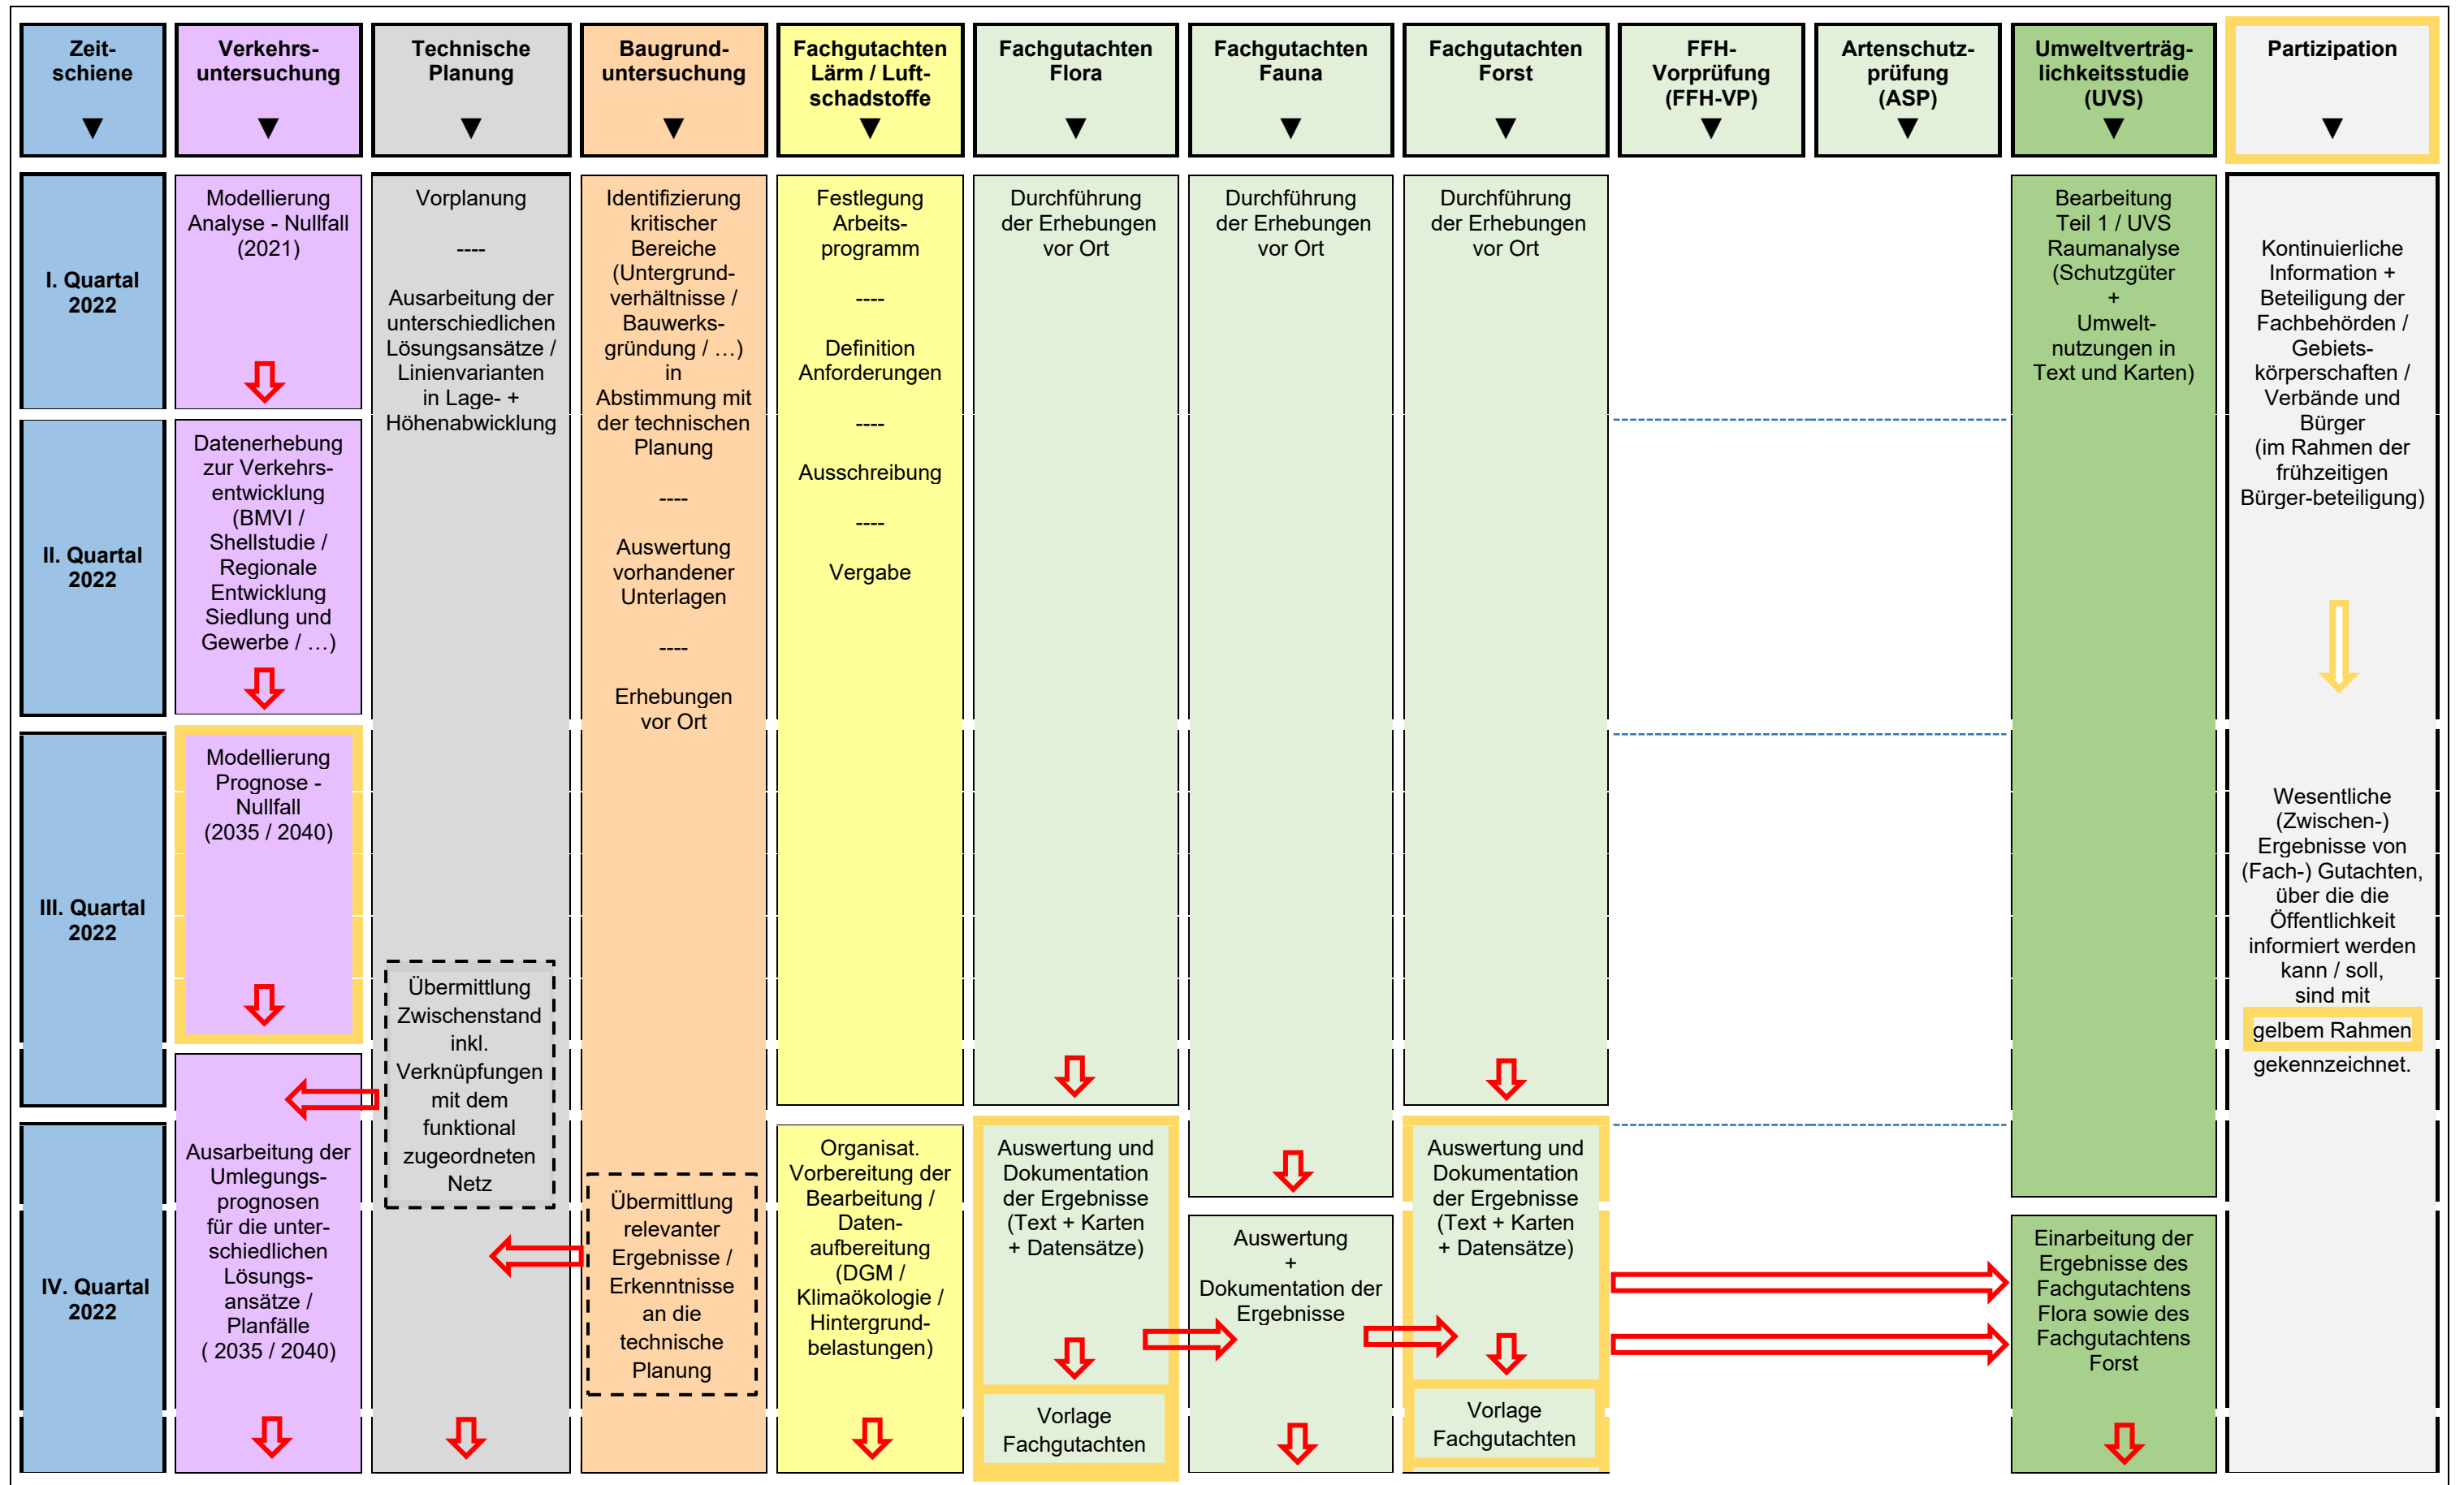 Zeit-
schiene
▼
Verkehrs-
untersuchung
▼
Technische
Planung
▼
Baugrund-
untersuchung
▼
Fachgutachten
Lärm / Luft-
schadstoffe
▼
Fachgutachten
Flora
▼
Fachgutachten
Fauna
▼
Fachgutachten
Forst
▼
FFH-
Vorprüfung
(FFH-VP)
▼
Artenschutz-
prüfung
(ASP)
▼
Umweltverträg-
lichkeitsstudie
(UVS)
▼
Partizipation
▼
I. Quartal
2022
II. Quartal
2022
III. Quartal
2022
IV. Quartal
2022
Modellierung
Analyse - Nullfall
(2021)
Datenerhebung
zur Verkehrs-
entwicklung
(BMVI /
Shellstudie /
Regionale
Entwicklung
Siedlung und
Gewerbe / …)
Modellierung
Prognose -
Nullfall
(2035 / 2040)
Ausarbeitung der
Umlegungs-
prognosen
für die unter-
schiedlichen
Lösungs-
ansätze /
Planfälle
( 2035 / 2040)
Vorplanung
----
Ausarbeitung der
unterschiedlichen
Lösungsansätze /
Linienvarianten
in Lage- +
Höhenabwicklung
Übermittlung
Zwischenstand
inkl.
Verknüpfungen
mit dem
funktional
zugeordneten
Netz
Identifizierung
kritischer
Bereiche
(Untergrund-
verhältnisse /
Bauwerks-
gründung / …)
in
Abstimmung mit
der technischen
Planung
----
Auswertung
vorhandener
Unterlagen
----
Erhebungen
vor Ort
Übermittlung
relevanter
Ergebnisse /
Erkenntnisse
an die
technische
Planung
Festlegung
Arbeits-
programm
----
Definition
Anforderungen
----
Ausschreibung
----
Vergabe
Organisat.
Vorbereitung der
Bearbeitung /
Daten-
aufbereitung
(DGM /
Klimaökologie /
Hintergrund-
belastungen)
Durchführung
der Erhebungen
vor Ort
Auswertung und
Dokumentation
der Ergebnisse
(Text + Karten
+ Datensätze)
Vorlage
Fachgutachten
Durchführung
der Erhebungen
vor Ort
Auswertung
+
Dokumentation der
Ergebnisse
Durchführung
der Erhebungen
vor Ort
Auswertung und
Dokumentation
der Ergebnisse
(Text + Karten
+ Datensätze)
Vorlage
Fachgutachten
Bearbeitung
Teil 1 / UVS
Raumanalyse
(Schutzgüter
+
Umwelt-
nutzungen in
Text und Karten)
Einarbeitung der
Ergebnisse des
Fachgutachtens
Flora sowie des
Fachgutachtens
Forst
Kontinuierliche
Information +
Beteiligung der
Fachbehörden /
Gebiets-
körperschaften /
Verbände und
Bürger
(im Rahmen der
frühzeitigen
Bürger-beteiligung)
Wesentliche
(Zwischen-)
Ergebnisse von
(Fach-) Gutachten,
über die die
Öffentlichkeit
informiert werden
kann / soll,
sind mit
gelbem Rahmen
gekennzeichnet.